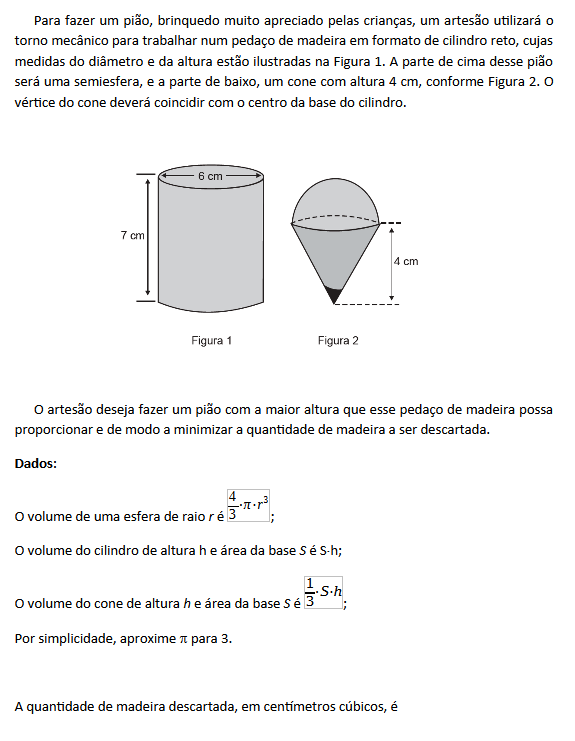 Para fazer um pião, brinquedo muito apreciado pelas crianças, um artesão utilizará o
torno mecânico para trabalhar num pedaço de madeira em formato de cilindro reto, cujas
medidas do diâmetro e da altura estão ilustradas na Figura 1. A parte de cima desse pião
será uma semiesfera, e a parte de baixo, um cone com altura 4 cm, conforme Figura 2. O
vértice do cone deverá coincidir com o centro da base do cilindro.
6 cm
7 cm
4 cm
Figura 1
Figura 2
O artesão deseja fazer um pião com a maior altura que esse pedaço de madeira possa
proporcionar e de modo a minimizar a quantidade de madeira a ser descartada.
Dados:
O volume de uma esfera de raio r é 4/3·π·r³;
O volume do cilindro de altura h e área da base S é S·h;
O volume do cone de altura h e área da base S é 1/3·S·h;
Por simplicidade, aproxime π para 3.
A quantidade de madeira descartada, em centímetros cúbicos, é